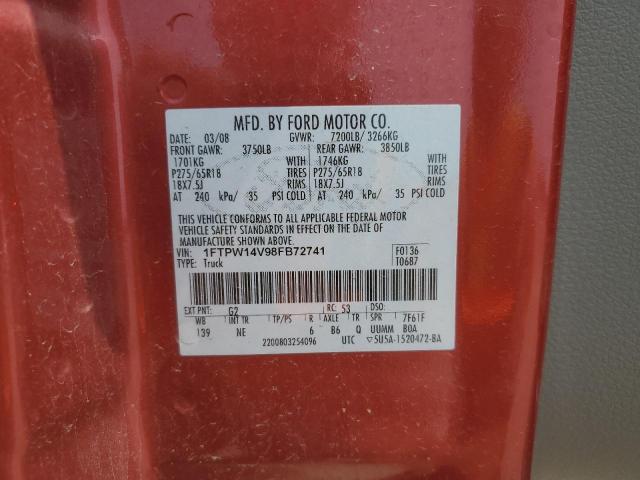 MFD. BY FORD MOTOR CO.
DATE: 03/08 GVWR: 7200LB/ 3266KG
FRONT GAWR: 3750LB REAR GAWR: 3850LB
1701KG WITH 1746KG WITH
P275/65R18 TIRES P275/65R18 TIRES
18X7.5J RIMS 18X7.5J RIMS
AT 240 kPa/ 35 PSI COLD AT 240 kPa/ 35 PSI COLD
THIS VEHICLE CONFORMS TO ALL APPLICABLE FEDERAL MOTOR
VEHICLE SAFETY STANDARDS IN EFFECT ON THE DATE OF
MANUFACTURE SHOWN ABOVE.
VIN: 1FTPW14V98FB72741 F0136
TYPE: Truck T0687
EXT PNT: G2 RC: 53 DSO:
WB INT TR TP/PS R AXLE TR SPR 7F61F
139 NE 6 B6 Q UUMM BOA
2200803254096 UTC ▽5U5A-1520472-BA